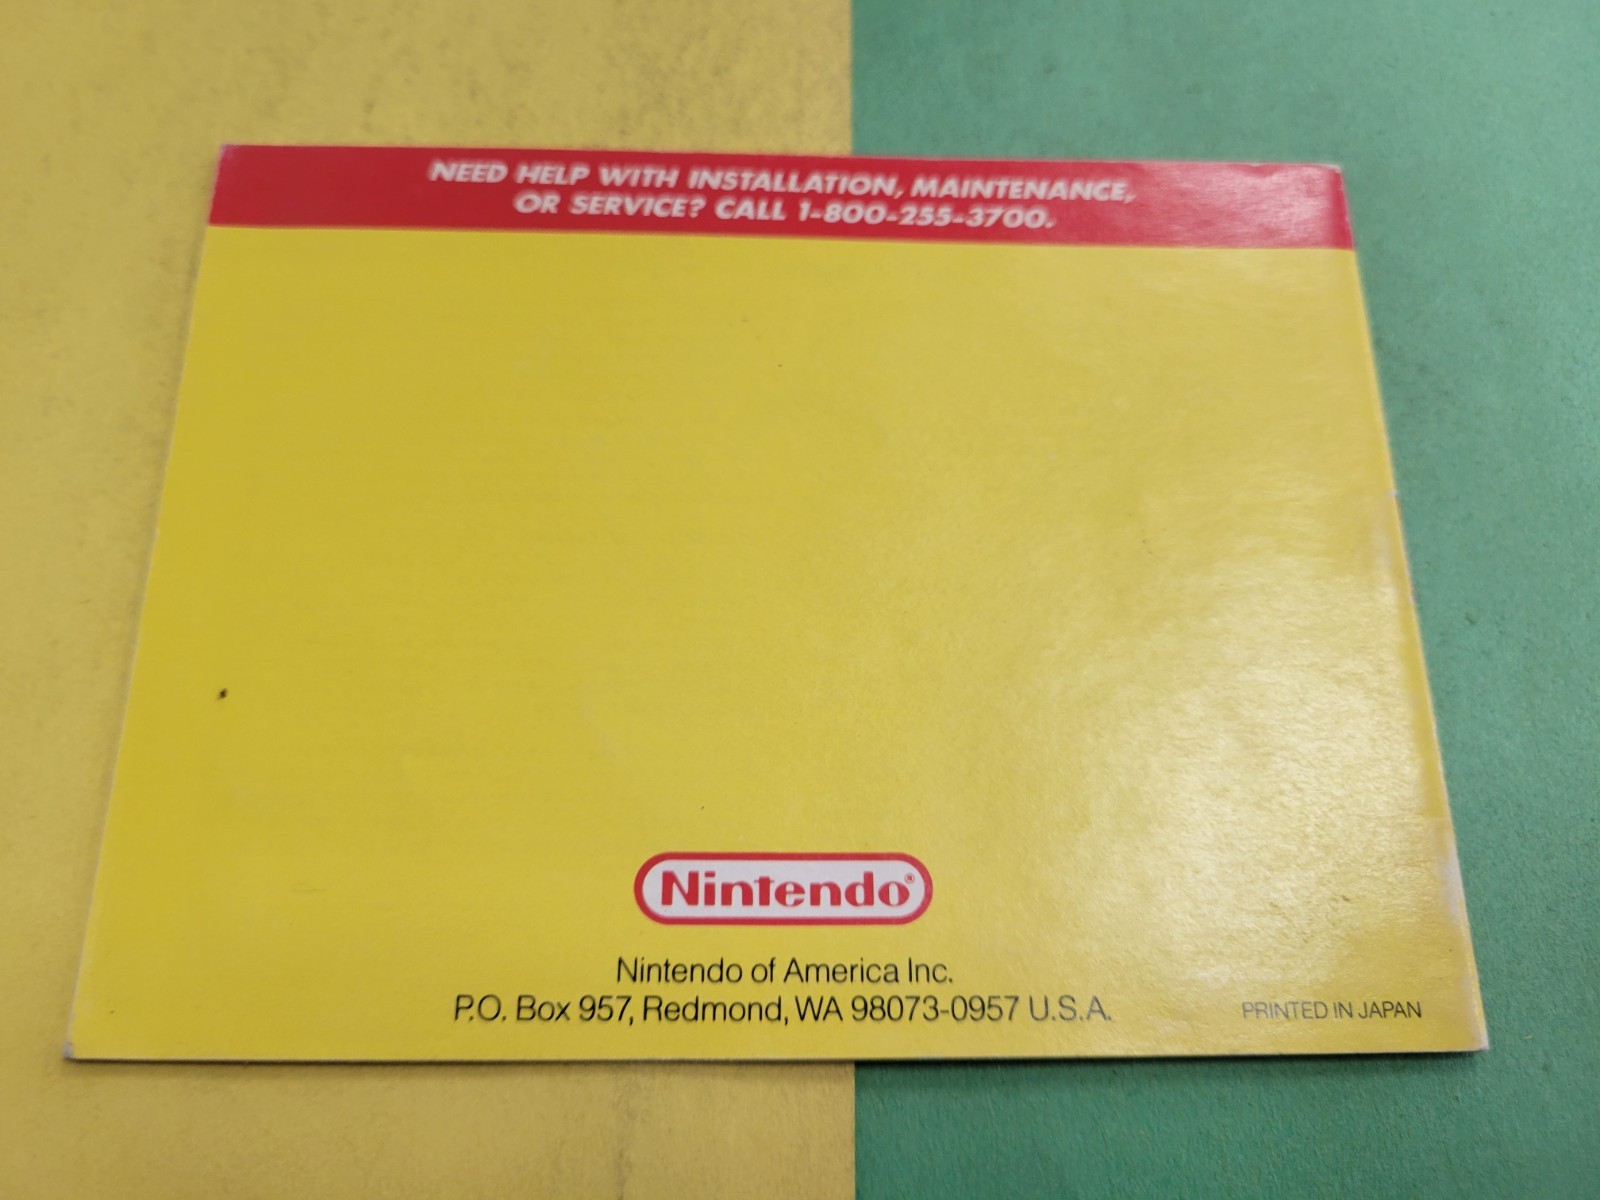 NEED HELP WITH INSTALLATION, MAINTENANCE,
OR SERVICE? CALL 1-800-255-3700.
Nintendo®
Nintendo of America Inc.
P.O. Box 957, Redmond, WA 98073-0957 U.S.A.
PRINTED IN JAPAN